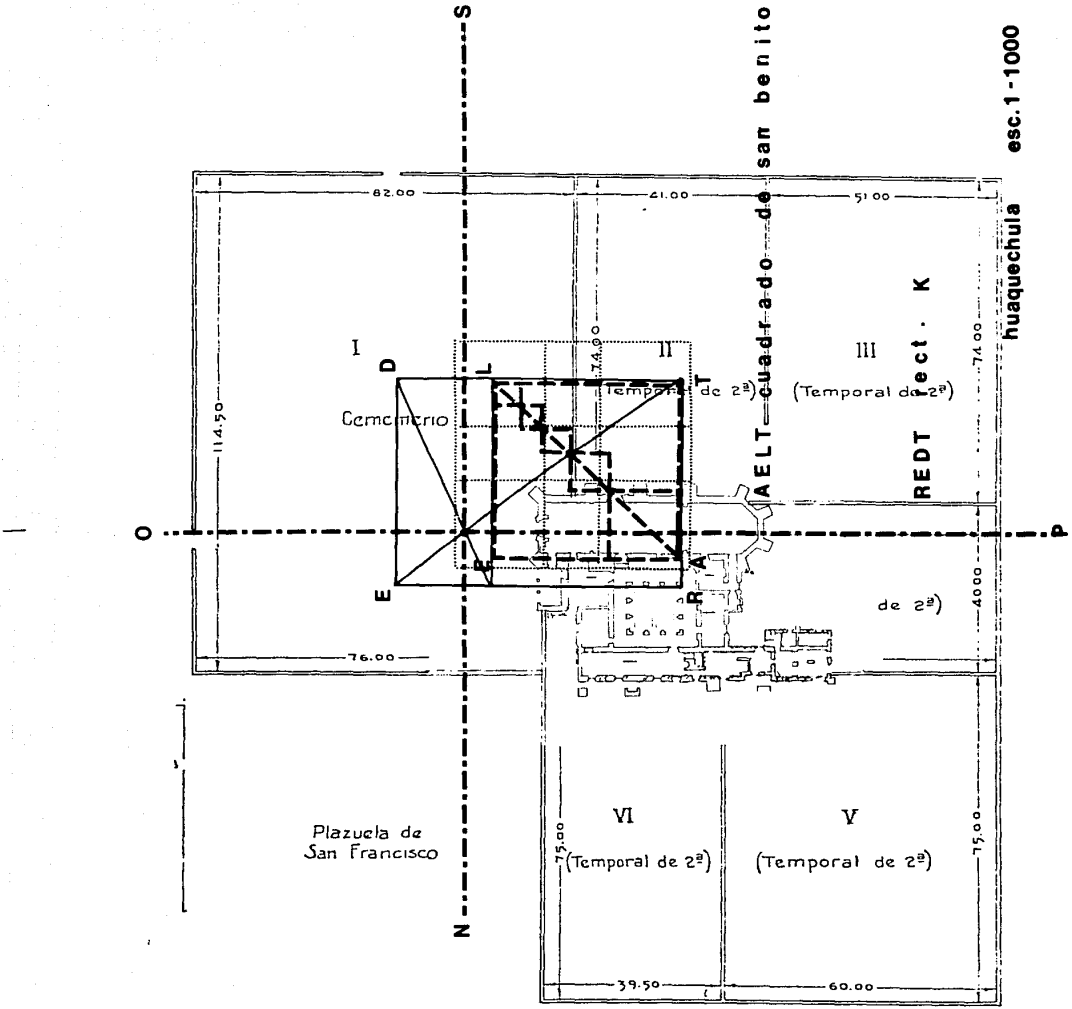 S
O
N
P
82.00
41.00
51.00
114.50
74.00
74.00
40.00
76.00
75.00
75.00
39.50
60.00
I
II
III
Cementerio
(Temporal de 2ª)
(Temporal de 2ª)
de 2ª)
D
L
T
E
E
A
R
VI
(Temporal de 2ª)
V
(Temporal de 2ª)
Plazuela de
San Francisco
AELT-cuadrado de san benito
REDT rect. K
huaquechula esc.1-1000